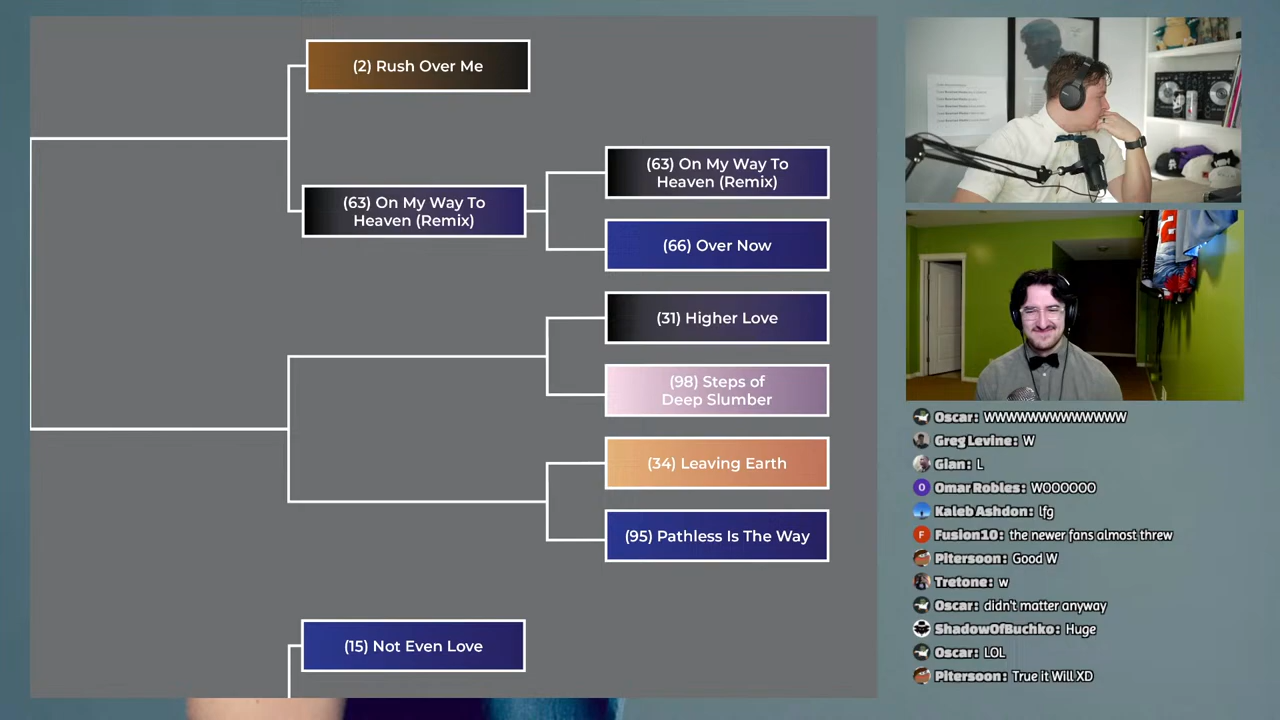 (2) Rush Over Me
(63) On My Way To
Heaven (Remix)
(63) On My Way To
Heaven (Remix)
(66) Over Now
(31) Higher Love
(98) Steps of
Deep Slumber
(34) Leaving Earth
(95) Pathless Is The Way
(15) Not Even Love
Oscar: WWWWWWWWWWWWW
Greg Levine: W
Gian: L
O Omar Robles: WOOOOOO
Kaleb Ashdon: lfg
F Fusion10: the newer fans almost threw
Pitersoon: Good W
Tretone: w
Oscar: didn't matter anyway
ShadowOfBuchko: Huge
Oscar: LOL
Pitersoon: True it Will XD